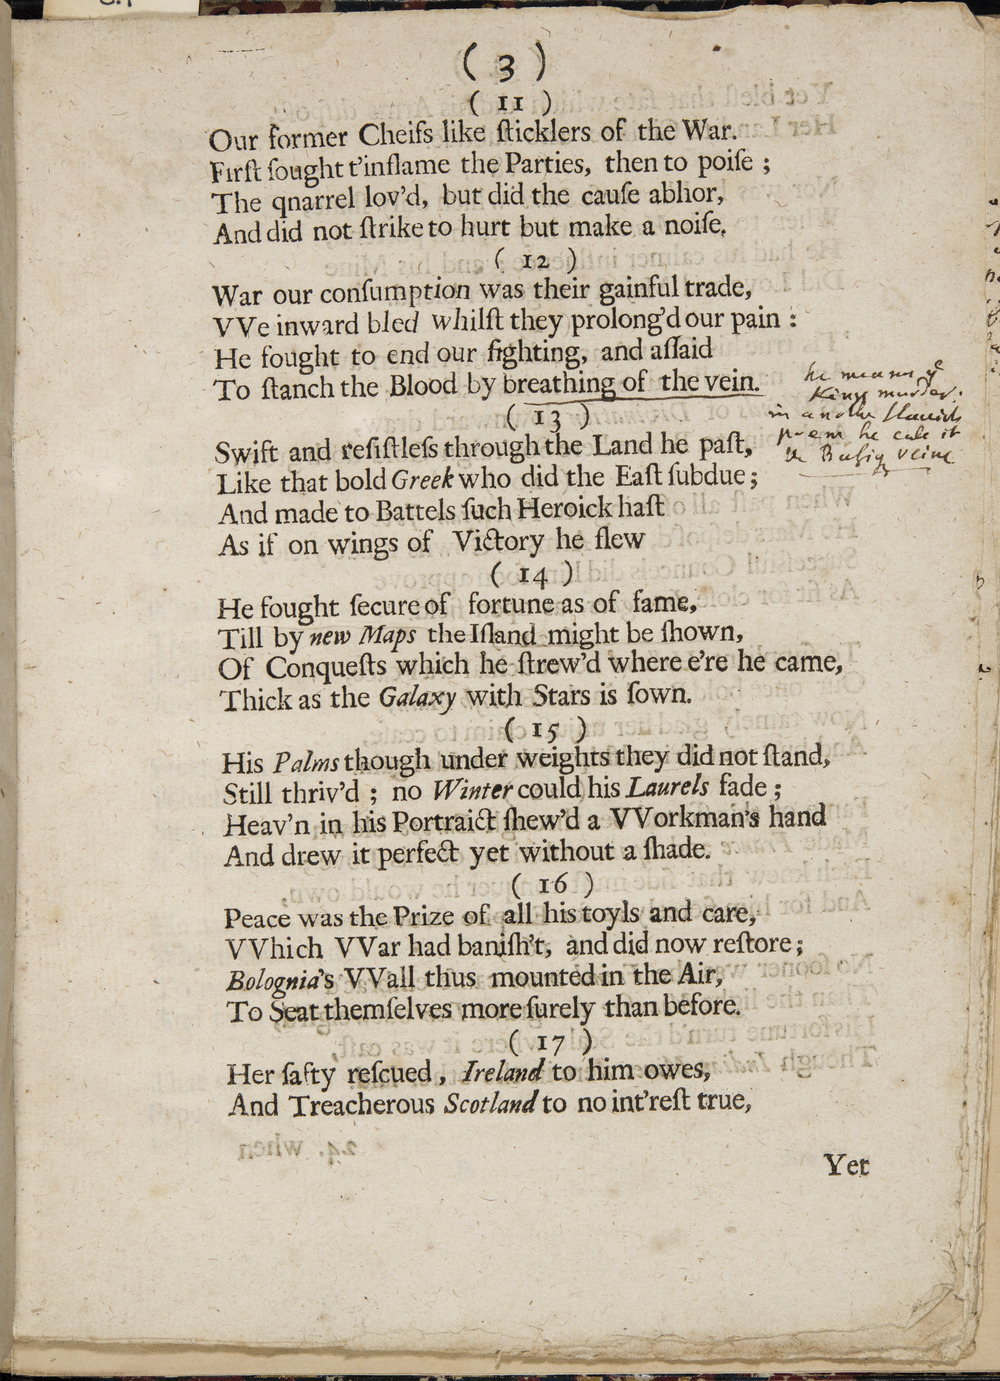 ( 3 )
( 11 )
Our former Cheifs like ſticklers of the War.
Firſt ſought t'inflame the Parties, then to poiſe ;
The qnarrel lov'd, but did the cauſe abhor,
And did not ſtrike to hurt but make a noiſe.
( 12 )
War our conſumption was their gainful trade,
VVe inward bled whilſt they prolong'd our pain :
He fought to end our fighting, and aſſaid
To ſtanch the Blood by breathing of the vein.
he means ye
Kings murder.
in another
poem he cals it
veine
( 13 )
Swift and reſiſtleſs through the Land he paſt,
Like that bold Greek who did the Eaſt ſubdue ;
And made to Battels ſuch Heroick haſt
As if on wings of Victory he flew
( 14 )
He fought ſecure of fortune as of fame,
Till by new Maps the Iſland might be ſhown,
Of Conqueſts which he ſtrew'd where e're he came,
Thick as the Galaxy with Stars is ſown.
( 15 )
His Palms though under weights they did not ſtand,
Still thriv'd ; no Winter could his Laurels fade ;
Heav'n in his Portraict ſhew'd a VVorkman's hand
And drew it perfect yet without a ſhade.
( 16 )
Peace was the Prize of all his toyls and care,
VVhich VVar had baniſh't, and did now reſtore ;
Bolognia's VVall thus mounted in the Air,
To Seat themſelves more ſurely than before.
( 17 )
Her ſafty reſcued , Ireland to him owes,
And Treacherous Scotland to no int'reſt true,
Yet